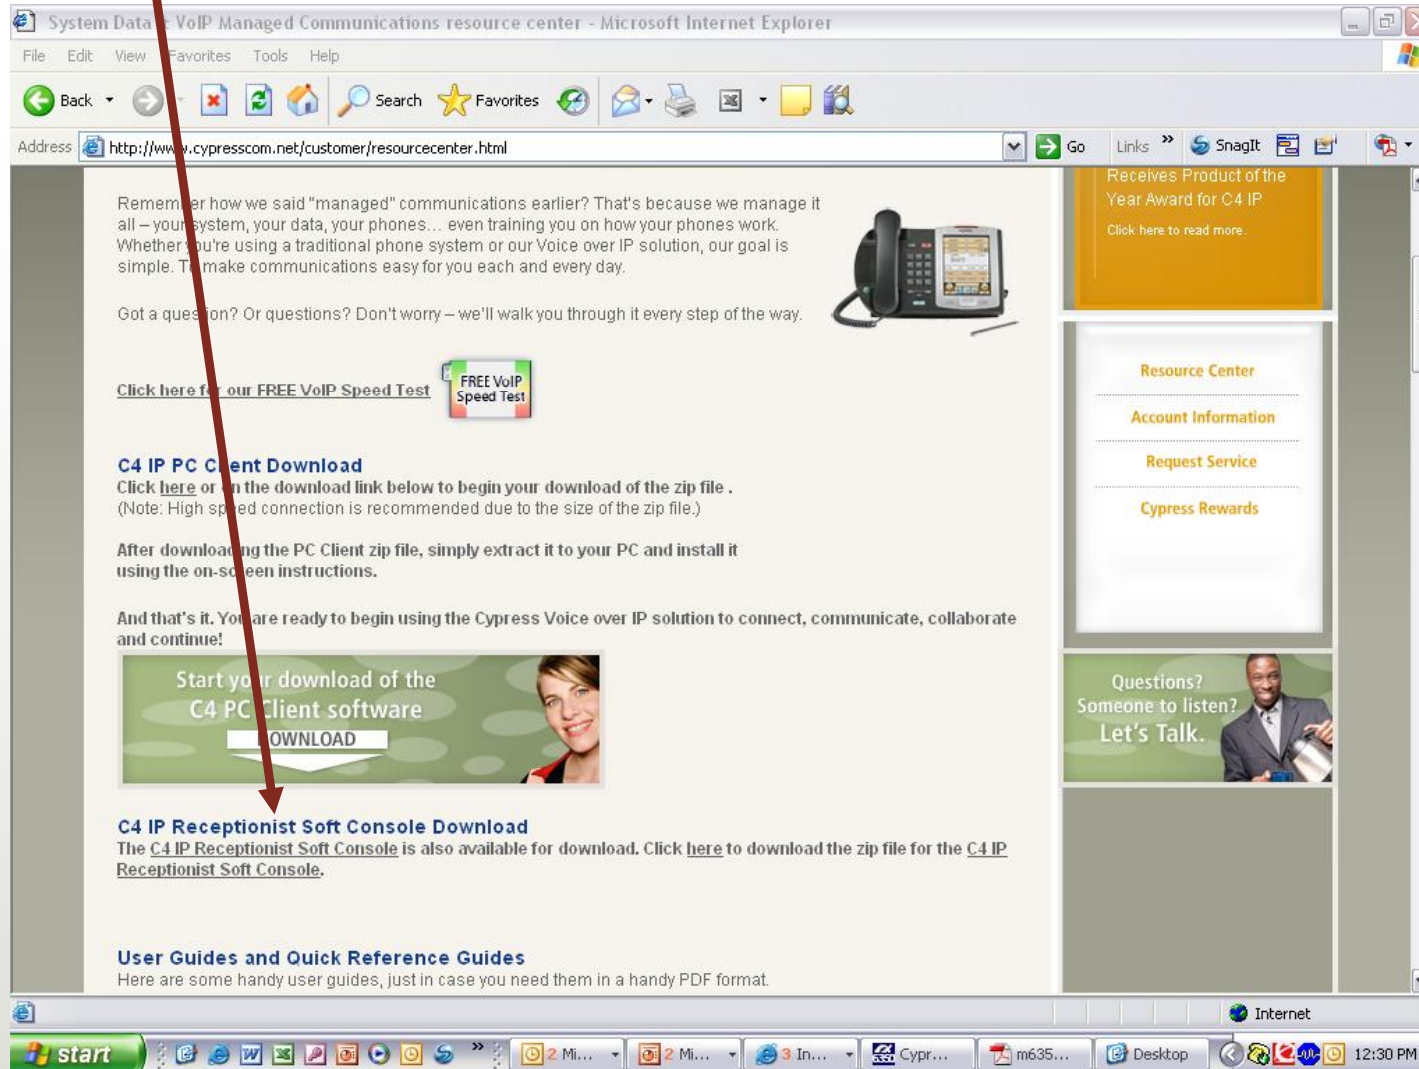 System Data & VoIP Managed Communications resource center - Microsoft Internet Explorer
File Edit View Favorites Tools Help
Back Search Favorites
Address http://www.cypresscom.net/customer/resourcecenter.html Go Links » SnagIt
Receives Product of the
Year Award for C4 IP
Click here to read more.
Remember how we said "managed" communications earlier? That's because we manage it
all – your system, your data, your phones... even training you on how your phones work.
Whether you're using a traditional phone system or our Voice over IP solution, our goal is
simple. To make communications easy for you each and every day.
Got a question? Or questions? Don't worry – we'll walk you through it every step of the way.
Click here for our FREE VoIP Speed Test
FREE VoIP
Speed Test
Resource Center
Account Information
Request Service
Cypress Rewards
C4 IP PC Client Download
Click here or on the download link below to begin your download of the zip file .
(Note: High speed connection is recommended due to the size of the zip file.)
After downloading the PC Client zip file, simply extract it to your PC and install it
using the on-screen instructions.
And that's it. You are ready to begin using the Cypress Voice over IP solution to connect, communicate, collaborate
and continue!
Start your download of the
C4 PC Client software
DOWNLOAD
Questions?
Someone to listen?
Let's Talk.
C4 IP Receptionist Soft Console Download
The C4 IP Receptionist Soft Console is also available for download. Click here to download the zip file for the C4 IP
Receptionist Soft Console.
User Guides and Quick Reference Guides
Here are some handy user guides, just in case you need them in a handy PDF format.
Internet
start » 2 Mi... 2 Mi... 3 In... Cypr... m635... Desktop 12:30 PM